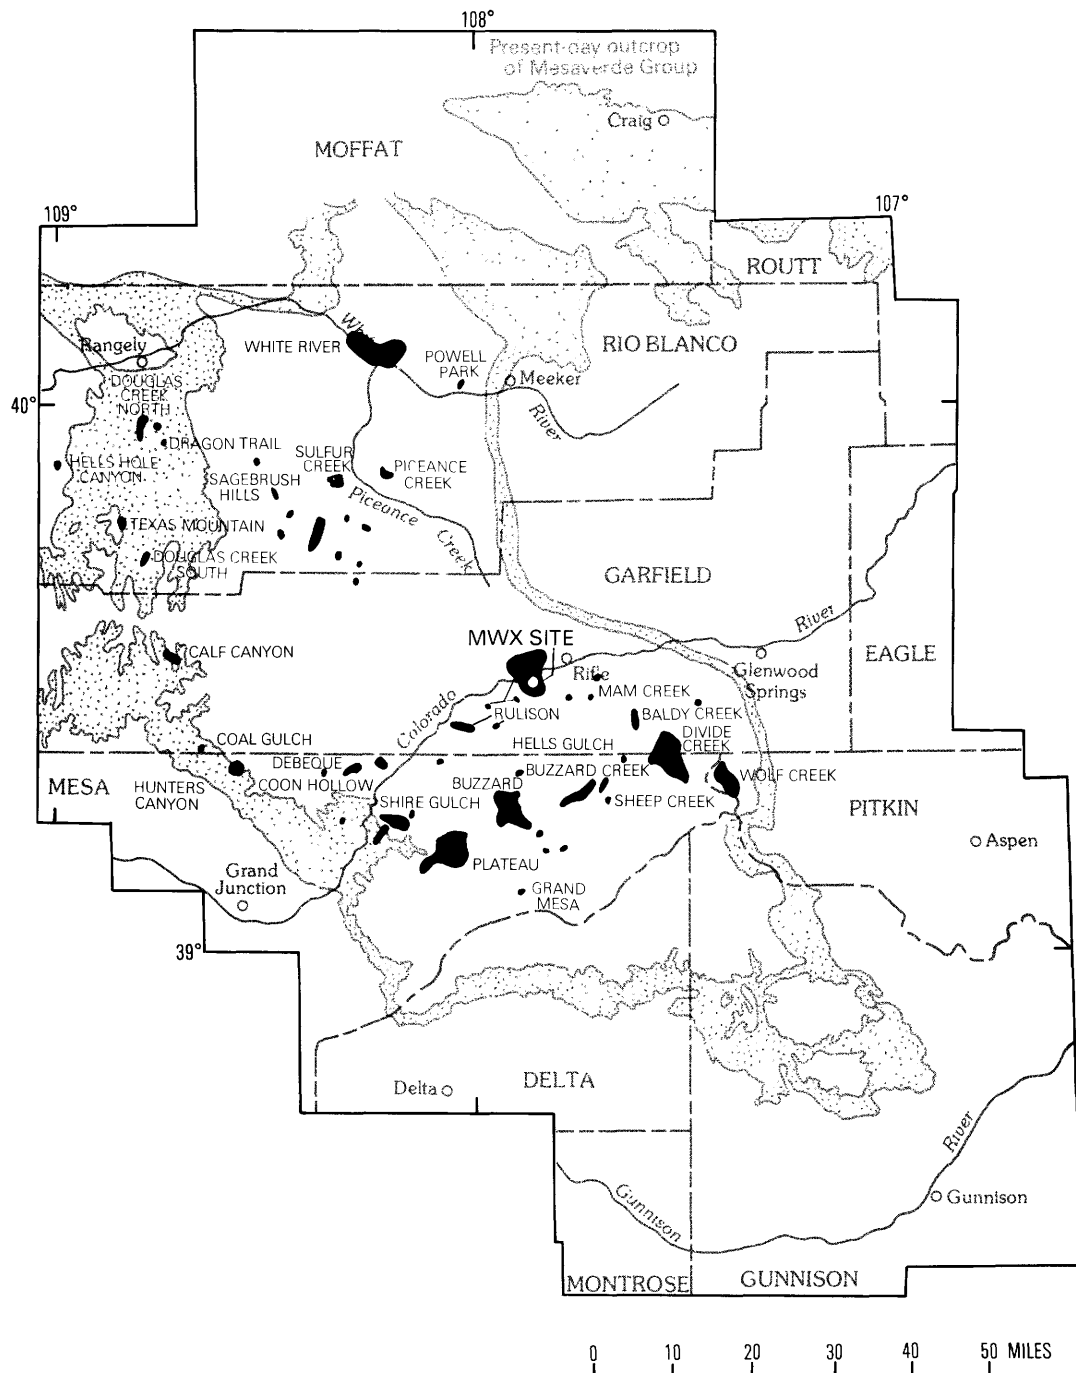 108°
Present-day outcrop
of Mesaverde Group
Craig
MOFFAT
109°
107°
ROUTT
White
WHITE RIVER
RIO BLANCO
Rangely
POWELL
PARK
Meeker
DOUGLAS
CREEK
NORTH
40°
River
DRAGON TRAIL
SULFUR
CREEK
HELLS HOLE
CANYON
SAGEBRUSH
HILLS
PICEANCE
CREEK
Piceance
Creek
TEXAS MOUNTAIN
DOUGLAS CREEK
SOUTH
GARFIELD
River
MWX SITE
CALF CANYON
EAGLE
Rifle
Glenwood
Springs
MAM CREEK
Colorado
RULISON
BALDY CREEK
COAL GULCH
HELLS GULCH
DIVIDE
CREEK
DEBEQUE
BUZZARD CREEK
WOLF CREEK
MESA
HUNTERS
CANYON
COON HOLLOW
BUZZARD
SHIRE GULCH
SHEEP CREEK
PITKIN
Aspen
Grand
Junction
PLATEAU
GRAND
MESA
39°
Delta
DELTA
River
Gunnison
Gunnison
MONTROSE
GUNNISON
0 10 20 30 40 50 MILES